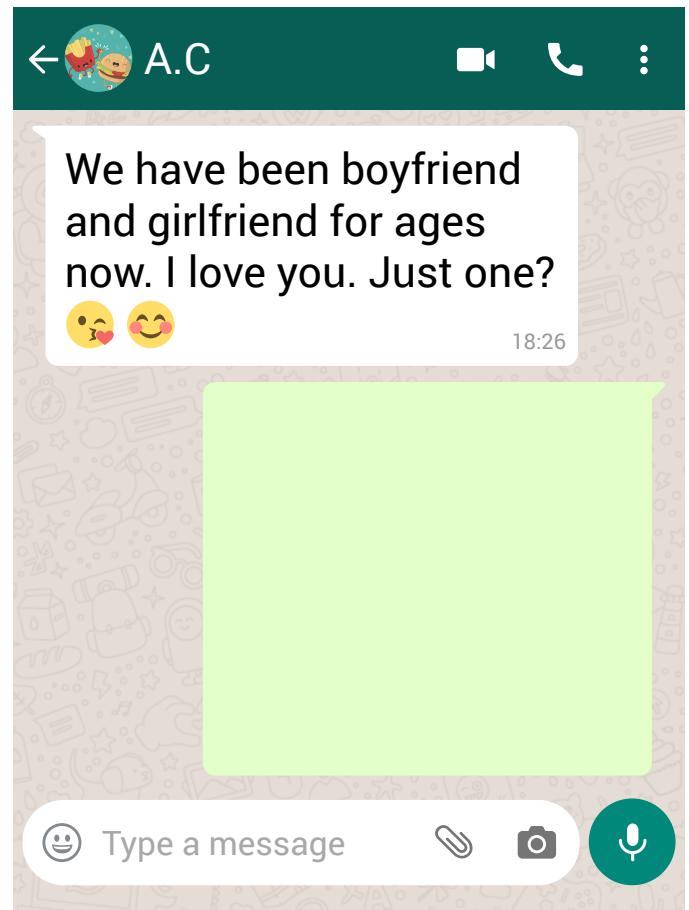 A.C
We have been boyfriend
and girlfriend for ages
now. I love you. Just one?
😘 😊
18:26
Type a message